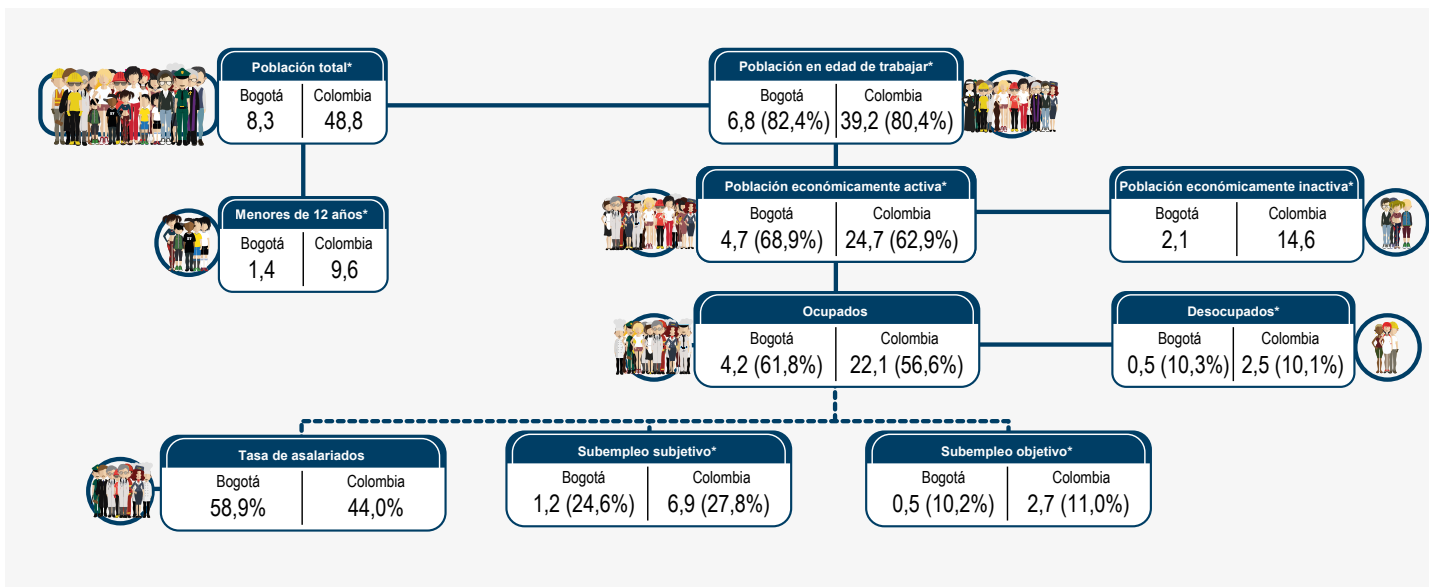 Población total*
Bogotá Colombia
8,3 48,8
Población en edad de trabajar*
Bogotá Colombia
6,8 (82,4%) 39,2 (80,4%)
Menores de 12 años*
Bogotá Colombia
1,4 9,6
Población económicamente activa*
Bogotá Colombia
4,7 (68,9%) 24,7 (62,9%)
Población económicamente inactiva*
Bogotá Colombia
2,1 14,6
Ocupados
Bogotá Colombia
4,2 (61,8%) 22,1 (56,6%)
Desocupados*
Bogotá Colombia
0,5 (10,3%) 2,5 (10,1%)
Tasa de asalariados
Bogotá Colombia
58,9% 44,0%
Subempleo subjetivo*
Bogotá Colombia
1,2 (24,6%) 6,9 (27,8%)
Subempleo objetivo*
Bogotá Colombia
0,5 (10,2%) 2,7 (11,0%)